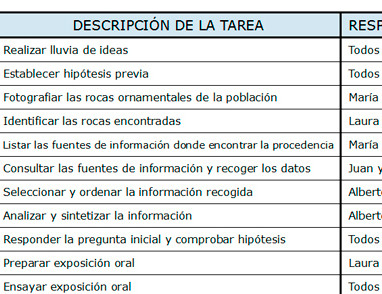 DESCRIPCIÓN DE LA TAREA RESP
Realizar lluvia de ideas Todos
Establecer hipótesis previa Todos
Fotografiar las rocas ornamentales de la población María
Identificar las rocas encontradas Laura
Listar las fuentes de información donde encontrar la procedencia María
Consultar las fuentes de información y recoger los datos Juan y
Seleccionar y ordenar la información recogida Albert
Analizar y sintetizar la información Albert
Responder la pregunta inicial y comprobar hipótesis Todos
Preparar exposición oral Laura
Ensayar exposición oral Todos